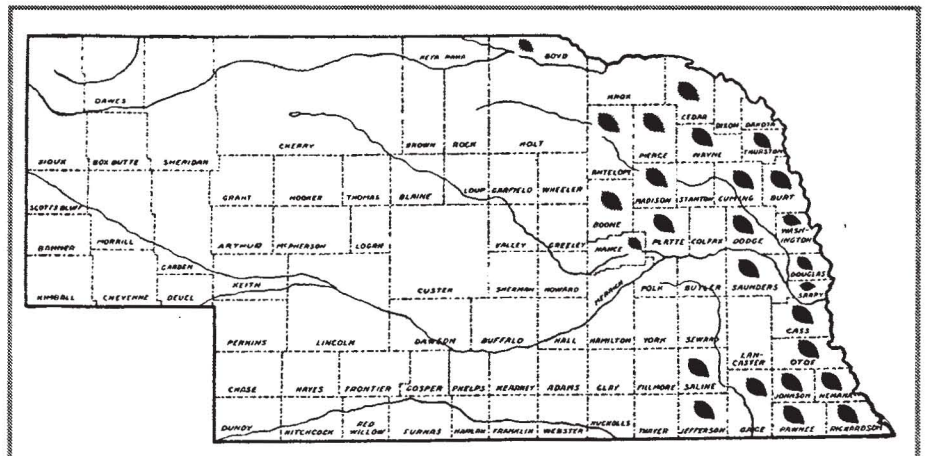 KEYA PAHA BOYD
DAWES KNOX
CEDAR DIXON DAKOTA
SIOUX BOX BUTTE SHERIDAN CHERRY BROWN ROCK HOLT PIERCE WAYNE THURSTON
ANTELOPE
SCOTTS BLUFF GRANT HOOKER THOMAS BLAINE LOUP GARFIELD WHEELER MADISON STANTON CUMING BURT
BOONE
BANNER MORRILL ARTHUR McPHERSON LOGAN VALLEY GREELEY NANCE PLATTE COLFAX DODGE WASH-
INGTON
GARDEN DOUGLAS
KIMBALL CHEYENNE DEUEL KEITH CUSTER SHERMAN HOWARD MERRICK POLK BUTLER SAUNDERS SARPY
CASS
PERKINS LINCOLN DAWSON BUFFALO HALL HAMILTON YORK SEWARD LAN-
CASTER OTOE
CHASE HAYES FRONTIER GOSPER PHELPS KEARNEY ADAMS CLAY FILLMORE SALINE JOHNSON NEMAHA
DUNDY HITCHCOCK RED
WILLOW FURNAS HARLAN FRANKLIN WEBSTER NUCKOLLS THAYER JEFFERSON GAGE PAWNEE RICHARDSON